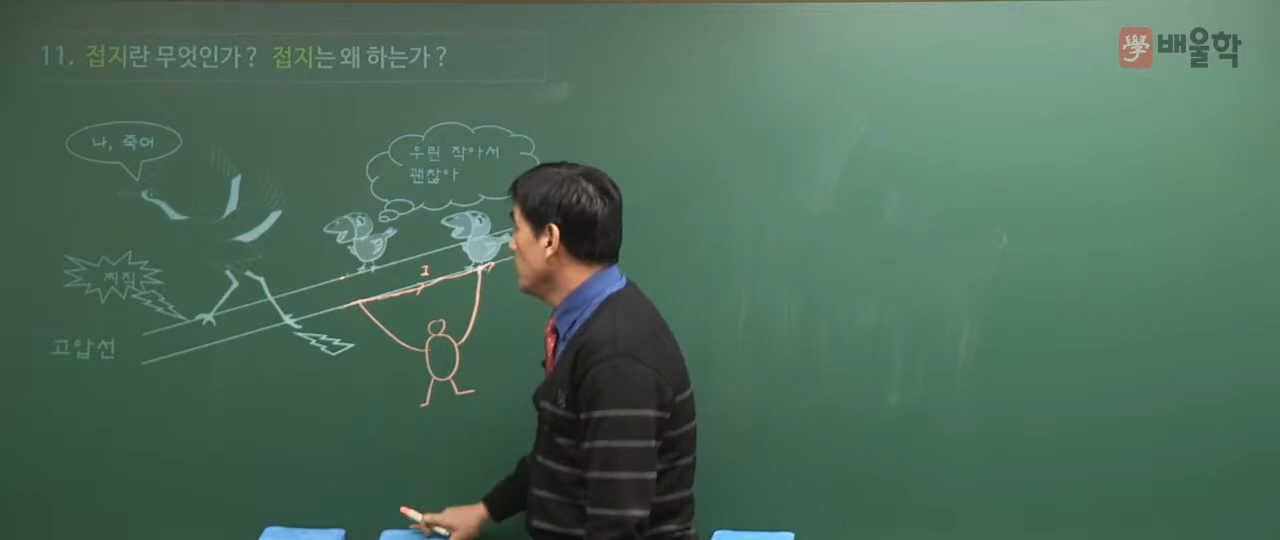 11. 접지란 무엇인가? 접지는 왜 하는가?
學 배울학
나, 죽어
우린 작아서
괜찮아
찌직
I
고압선